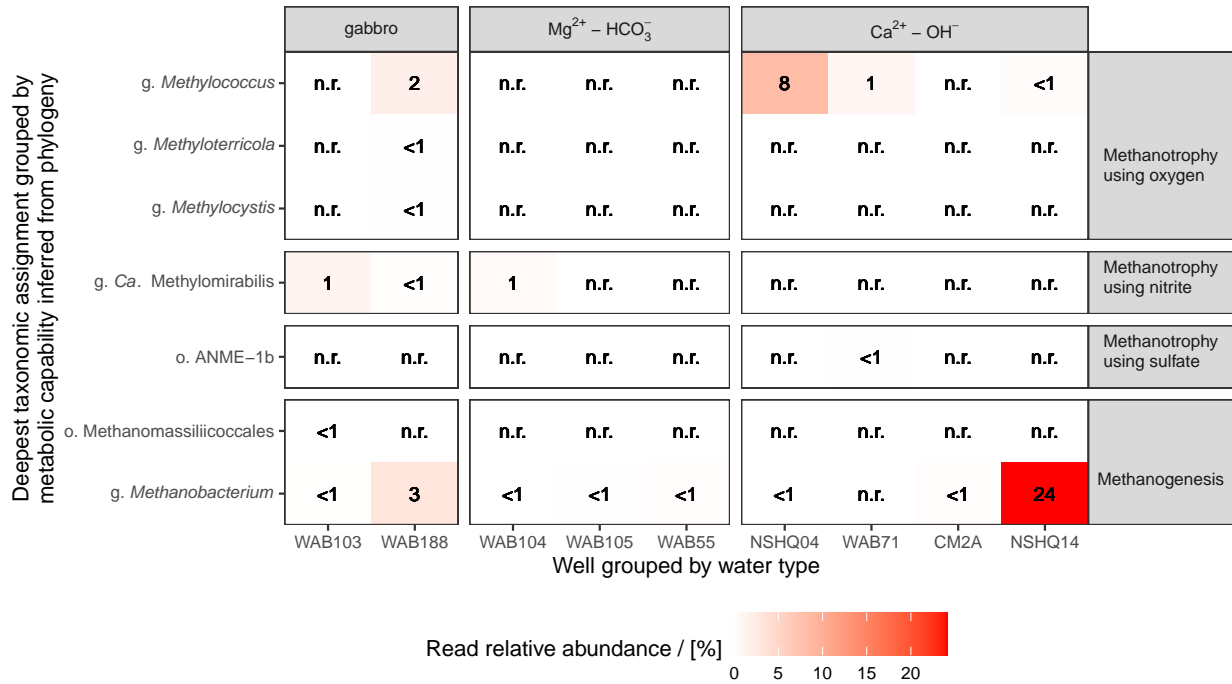 gabbro
Mg²⁺ – HCO₃⁻
Ca²⁺ – OH⁻
Deepest taxonomic assignment grouped by
metabolic capability inferred from phylogeny
g. Methylococcus n.r. 2 n.r. n.r. n.r. 8 1 n.r. <1
g. Methyloterricola n.r. <1 n.r. n.r. n.r. n.r. n.r. n.r. n.r.
g. Methylocystis n.r. <1 n.r. n.r. n.r. n.r. n.r. n.r. n.r.
Methanotrophy
using oxygen
g. Ca. Methylomirabilis 1 <1 1 n.r. n.r. n.r. n.r. n.r. n.r.
Methanotrophy
using nitrite
o. ANME−1b n.r. n.r. n.r. n.r. n.r. n.r. <1 n.r. n.r.
Methanotrophy
using sulfate
o. Methanomassiliicoccales <1 n.r. n.r. n.r. n.r. n.r. n.r. n.r. n.r.
g. Methanobacterium <1 3 <1 <1 <1 <1 n.r. <1 24
Methanogenesis
WAB103 WAB188 WAB104 WAB105 WAB55 NSHQ04 WAB71 CM2A NSHQ14
Well grouped by water type
Read relative abundance / [%]
0 5 10 15 20